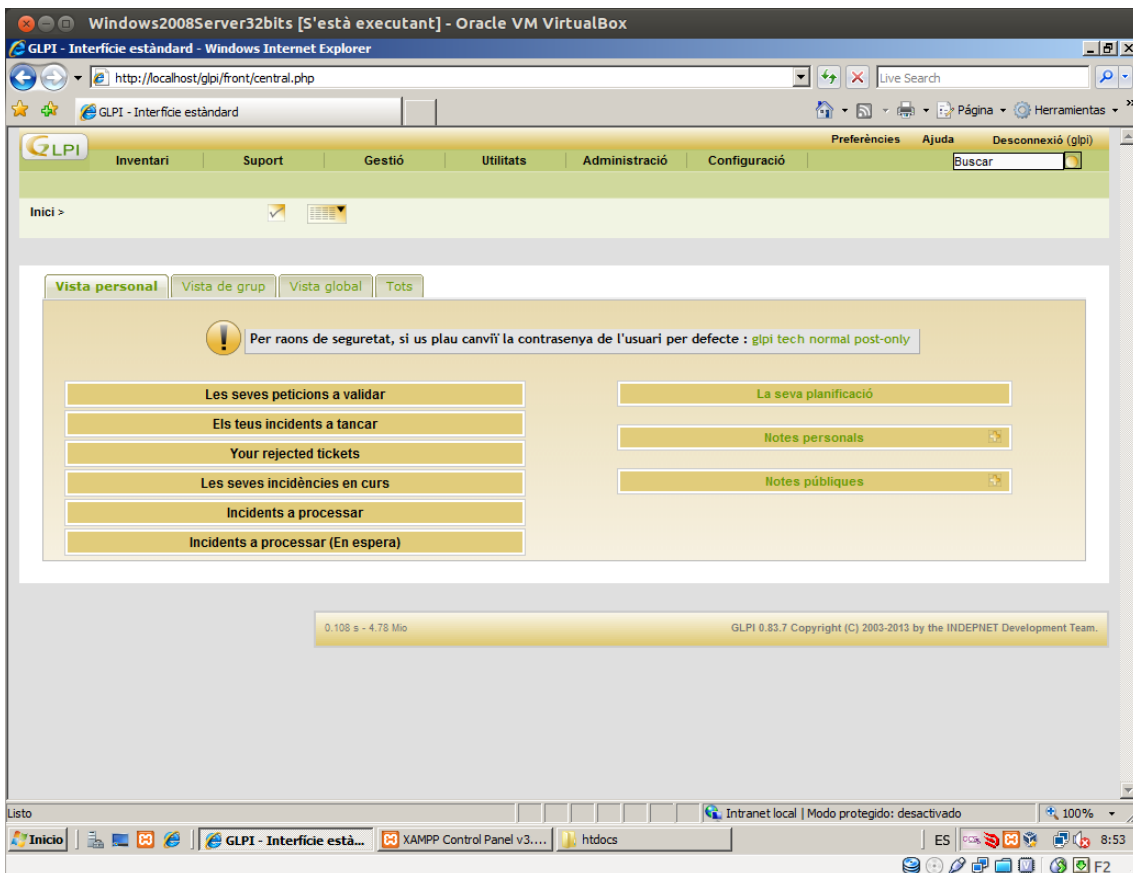 Windows2008Server32bits [S'està executant] - Oracle VM VirtualBox
GLPI - Interfície estàndard - Windows Internet Explorer
http://localhost/glpi/front/central.php
Live Search
GLPI - Interfície estàndard
Página
Herramientas
GLPI
Preferències Ajuda Desconnexió (glpi)
Inventari Suport Gestió Utilitats Administració Configuració Buscar
Inici >
Vista personal Vista de grup Vista global Tots
Per raons de seguretat, si us plau canviï la contrasenya de l'usuari per defecte : glpi tech normal post-only
Les seves peticions a validar
Els teus incidents a tancar
Your rejected tickets
Les seves incidències en curs
Incidents a processar
Incidents a processar (En espera)
La seva planificació
Notes personals
Notes públiques
0.108 s - 4.78 Mio
GLPI 0.83.7 Copyright (C) 2003-2013 by the INDEPNET Development Team.
Listo
Intranet local | Modo protegido: desactivado
100%
Inicio
GLPI - Interfície està...
XAMPP Control Panel v3....
htdocs
ES
8:53
F2